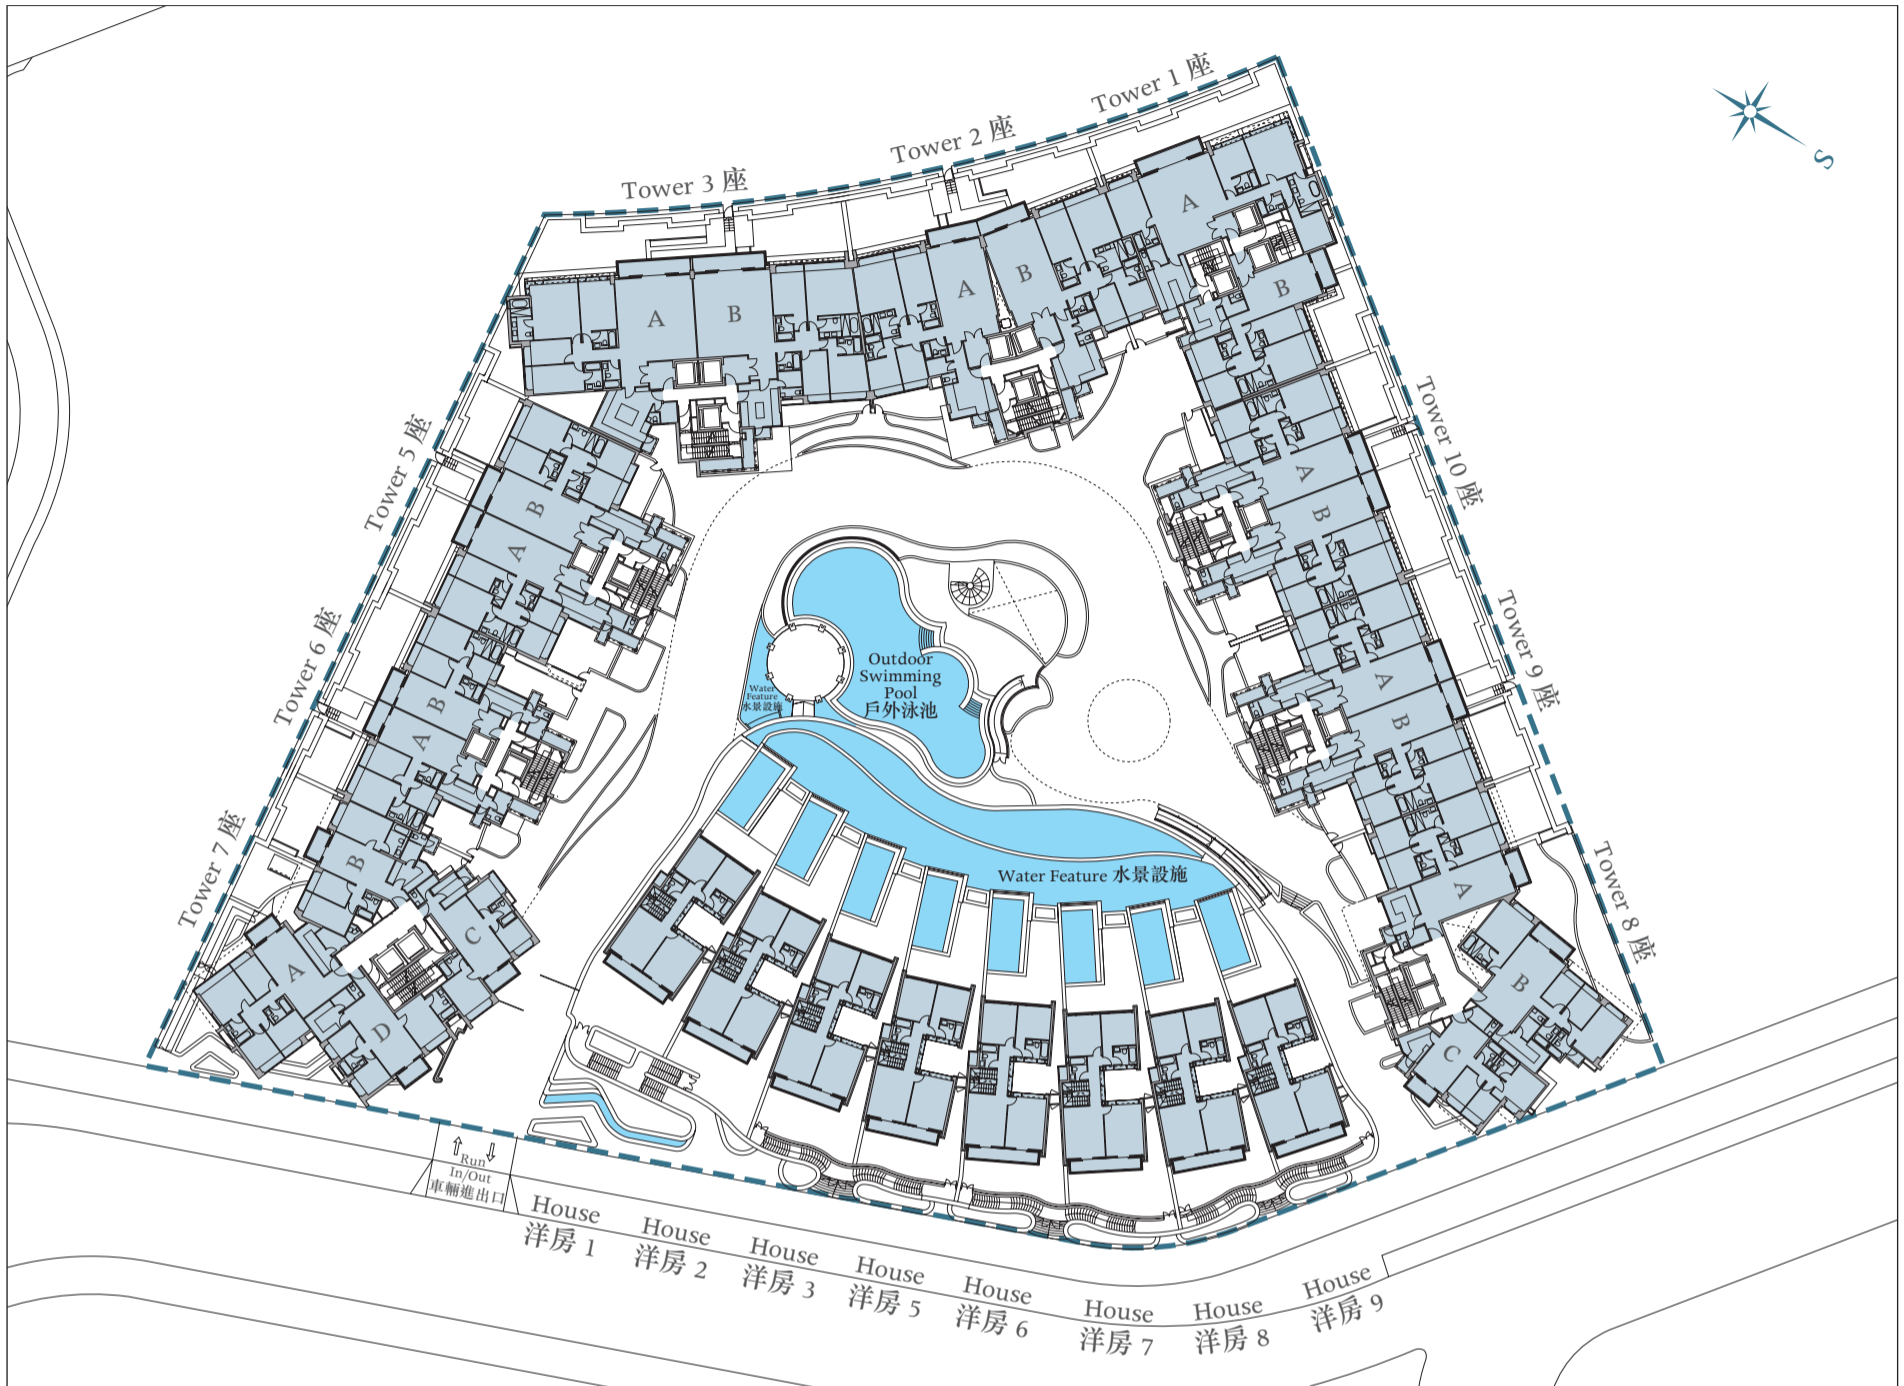 Tower 1 座
Tower 2 座
Tower 3 座
S
A
B
A
B
A
B
Tower 5 座
B
A
Tower 10 座
A
B
Tower 6 座
B
A
Tower 9 座
A
B
Outdoor
Swimming
Pool
戶外泳池
Water
Feature
水景設施
Water Feature 水景設施
Tower 7 座
B
C
A
D
Tower 8 座
A
B
C
Run
In/Out
車輛進出口
House
洋房 1
House
洋房 2
House
洋房 3
House
洋房 5
House
洋房 6
House
洋房 7
House
洋房 8
House
洋房 9